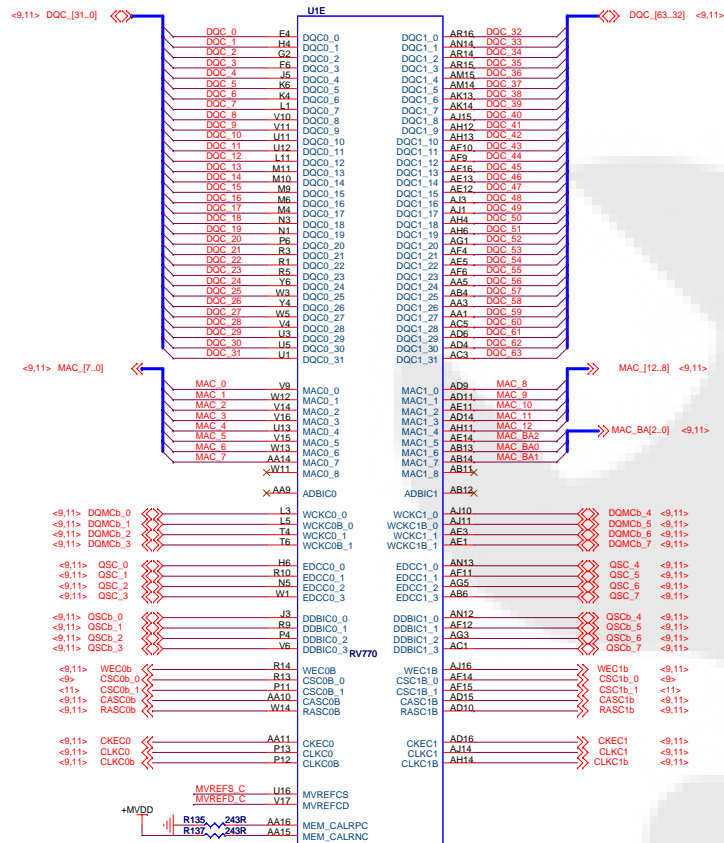 U1E
<9,11> DQC_[31..0] DQC_[63..32] <9,11>
DQC_0 E4 DQC0_0 DQC1_0 AR16 DQC_32
DQC_1 H4 DQC0_1 DQC1_1 AN14 DQC_33
DQC_2 G2 DQC0_2 DQC1_2 AR14 DQC_34
DQC_3 F6 DQC0_3 DQC1_3 AR15 DQC_35
DQC_4 J5 DQC0_4 DQC1_4 AM15 DQC_36
DQC_5 K6 DQC0_5 DQC1_5 AM14 DQC_37
DQC_6 K4 DQC0_6 DQC1_6 AK13 DQC_38
DQC_7 L1 DQC0_7 DQC1_7 AK14 DQC_39
DQC_8 V10 DQC0_8 DQC1_8 AJ15 DQC_40
DQC_9 V11 DQC0_9 DQC1_9 AH12 DQC_41
DQC_10 U11 DQC0_10 DQC1_10 AH13 DQC_42
DQC_11 U12 DQC0_11 DQC1_11 AF10 DQC_43
DQC_12 L11 DQC0_12 DQC1_12 AF9 DQC_44
DQC_13 M11 DQC0_13 DQC1_13 AF16 DQC_45
DQC_14 M10 DQC0_14 DQC1_14 AE13 DQC_46
DQC_15 M9 DQC0_15 DQC1_15 AE12 DQC_47
DQC_16 M6 DQC0_16 DQC1_16 AJ3 DQC_48
DQC_17 M4 DQC0_17 DQC1_17 AJ1 DQC_49
DQC_18 N3 DQC0_18 DQC1_18 AH4 DQC_50
DQC_19 N1 DQC0_19 DQC1_19 AH6 DQC_51
DQC_20 P6 DQC0_20 DQC1_20 AG1 DQC_52
DQC_21 R3 DQC0_21 DQC1_21 AF4 DQC_53
DQC_22 R1 DQC0_22 DQC1_22 AE5 DQC_54
DQC_23 R5 DQC0_23 DQC1_23 AF6 DQC_55
DQC_24 Y6 DQC0_24 DQC1_24 AA5 DQC_56
DQC_25 W3 DQC0_25 DQC1_25 AB4 DQC_57
DQC_26 Y4 DQC0_26 DQC1_26 AA3 DQC_58
DQC_27 W5 DQC0_27 DQC1_27 AA1 DQC_59
DQC_28 V4 DQC0_28 DQC1_28 AC5 DQC_60
DQC_29 U3 DQC0_29 DQC1_29 AD6 DQC_61
DQC_30 U5 DQC0_30 DQC1_30 AD4 DQC_62
DQC_31 U1 DQC0_31 DQC1_31 AC3 DQC_63
<9,11> MAC_[7..0] MAC_[12..8] <9,11>
MAC_0 V9 MAC0_0 MAC1_0 AD9 MAC_8
MAC_1 W12 MAC0_1 MAC1_1 AD11 MAC_9
MAC_2 V14 MAC0_2 MAC1_2 AE11 MAC_10
MAC_3 V16 MAC0_3 MAC1_3 AD14 MAC_11
MAC_4 U13 MAC0_4 MAC1_4 AH11 MAC_12 MAC_BA[2..0] <9,11>
MAC_5 V15 MAC0_5 MAC1_5 AE14 MAC_BA2
MAC_6 W13 MAC0_6 MAC1_6 AB13 MAC_BA0
MAC_7 AA14 MAC0_7 MAC1_7 AB14 MAC_BA1
W11 MAC0_8 MAC1_8 AB11
AA9 ADBIC0 ADBIC1 AB12
<9,11> DQMCb_0 L3 WCKC0_0 WCKC1_0 AJ10 DQMCb_4 <9,11>
<9,11> DQMCb_1 L5 WCKC0B_0 WCKC1B_0 AJ11 DQMCb_5 <9,11>
<9,11> DQMCb_2 T4 WCKC0_1 WCKC1_1 AE3 DQMCb_6 <9,11>
<9,11> DQMCb_3 T6 WCKC0B_1 WCKC1B_1 AE1 DQMCb_7 <9,11>
<9,11> QSC_0 H6 EDCC0_0 EDCC1_0 AN13 QSC_4 <9,11>
<9,11> QSC_1 R10 EDCC0_1 EDCC1_1 AF11 QSC_5 <9,11>
<9,11> QSC_2 N5 EDCC0_2 EDCC1_2 AG5 QSC_6 <9,11>
<9,11> QSC_3 W1 EDCC0_3 EDCC1_3 AB6 QSC_7 <9,11>
<9,11> QSCb_0 J3 DDBIC0_0 DDBIC1_0 AN12 QSCb_4 <9,11>
<9,11> QSCb_1 R9 DDBIC0_1 DDBIC1_1 AF12 QSCb_5 <9,11>
<9,11> QSCb_2 P4 DDBIC0_2 DDBIC1_2 AG3 QSCb_6 <9,11>
<9,11> QSCb_3 V6 DDBIC0_3 DDBIC1_3 AC1 QSCb_7 <9,11>
RV770
<9,11> WEC0b R14 WEC0B WEC1B AJ16 WEC1b <9,11>
<9> CSC0b_0 R13 CSC0B_0 CSC1B_0 AF14 CSC1b_0 <9>
<11> CSC0b_1 P11 CSC0B_1 CSC1B_1 AF15 CSC1b_1 <11>
<9,11> CASC0b AA10 CASC0B CASC1B AD15 CASC1b <9,11>
<9,11> RASC0b W14 RASC0B RASC1B AD10 RASC1b <9,11>
<9,11> CKEC0 AA11 CKEC0 CKEC1 AD16 CKEC1 <9,11>
<9,11> CLKC0 P13 CLKC0 CLKC1 AJ14 CLKC1 <9,11>
<9,11> CLKC0b P12 CLKC0B CLKC1B AH14 CLKC1b <9,11>
MVREFS_C U16 MVREFCS
MVREFD_C V17 MVREFCD
+MVDD
R135 243R AA16 MEM_CALRPC
R137 243R AA15 MEM_CALRNC